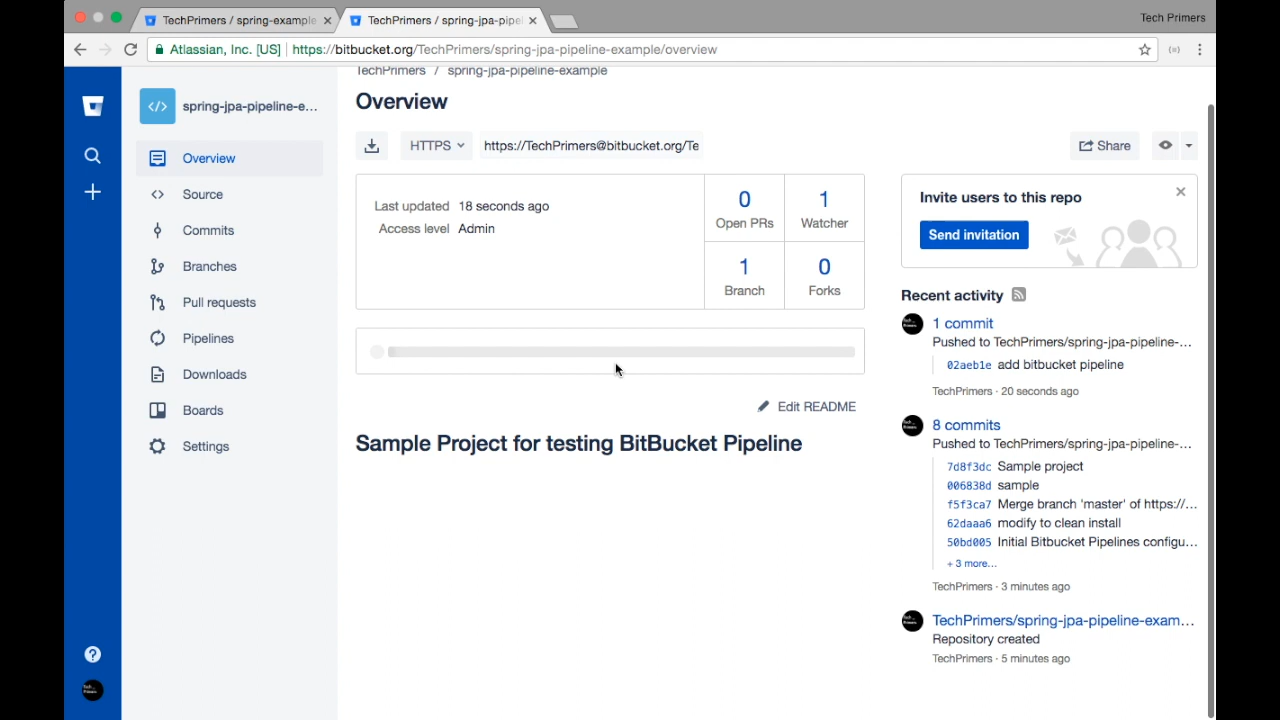 TechPrimers / spring-example
TechPrimers / spring-jpa-pipel
Tech Primers
Atlassian, Inc. [US] https://bitbucket.org/TechPrimers/spring-jpa-pipeline-example/overview
TechPrimers / spring-jpa-pipeline-example
spring-jpa-pipeline-e...
Overview
Source
Commits
Branches
Pull requests
Pipelines
Downloads
Boards
Settings
Overview
HTTPS
https://TechPrimers@bitbucket.org/Te
Share
Last updated 18 seconds ago
Access level Admin
0
Open PRs
1
Watcher
1
Branch
0
Forks
Edit README
Sample Project for testing BitBucket Pipeline
Invite users to this repo
Send invitation
Recent activity
1 commit
Pushed to TechPrimers/spring-jpa-pipeline-...
02aeb1e add bitbucket pipeline
TechPrimers · 20 seconds ago
8 commits
Pushed to TechPrimers/spring-jpa-pipeline-...
7d8f3dc Sample project
006838d sample
f5f3ca7 Merge branch 'master' of https://...
62daaa6 modify to clean install
50bd005 Initial Bitbucket Pipelines configu...
+ 3 more...
TechPrimers · 3 minutes ago
TechPrimers/spring-jpa-pipeline-exam...
Repository created
TechPrimers · 5 minutes ago